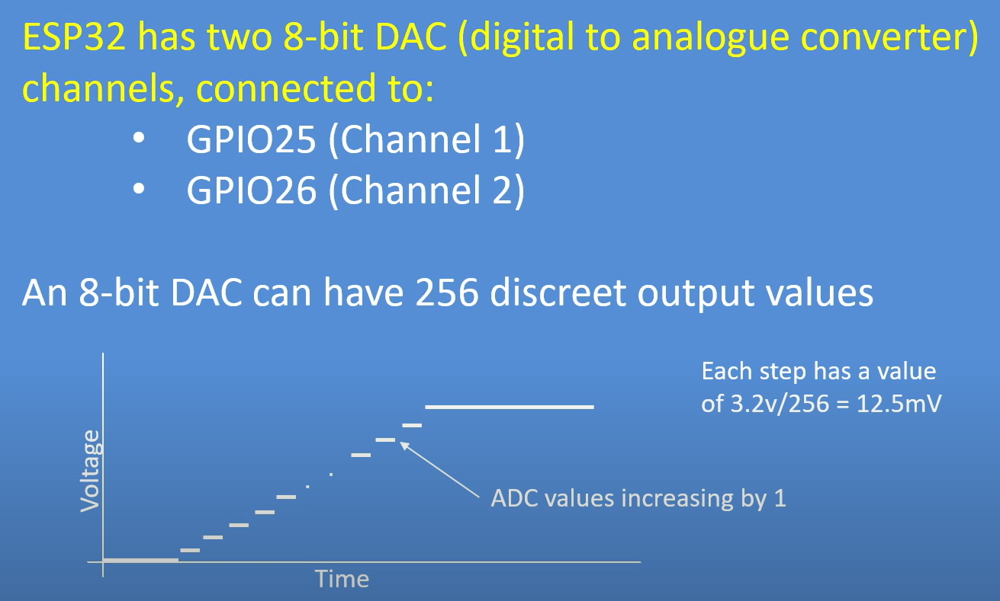 ESP32 has two 8-bit DAC (digital to analogue converter)
channels, connected to:
• GPIO25 (Channel 1)
• GPIO26 (Channel 2)
An 8-bit DAC can have 256 discreet output values
Each step has a value
of 3.2v/256 = 12.5mV
Voltage
ADC values increasing by 1
Time